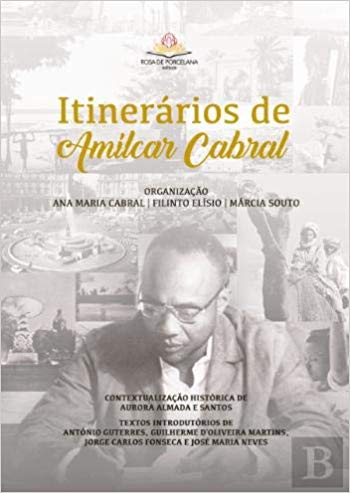 ROSA DE PORCELANA
editora
Itinerários de
Amílcar Cabral
ORGANIZAÇÃO
ANA MARIA CABRAL | FILINTO ELÍSIO | MÁRCIA SOUTO
CONTEXTUALIZAÇÃO HISTÓRICA DE
AURORA ALMADA E SANTOS
TEXTOS INTRODUTÓRIOS DE
ANTÓNIO GUTERRES, GUILHERME D'OLIVEIRA MARTINS,
JORGE CARLOS FONSECA E JOSÉ MARIA NEVES
B